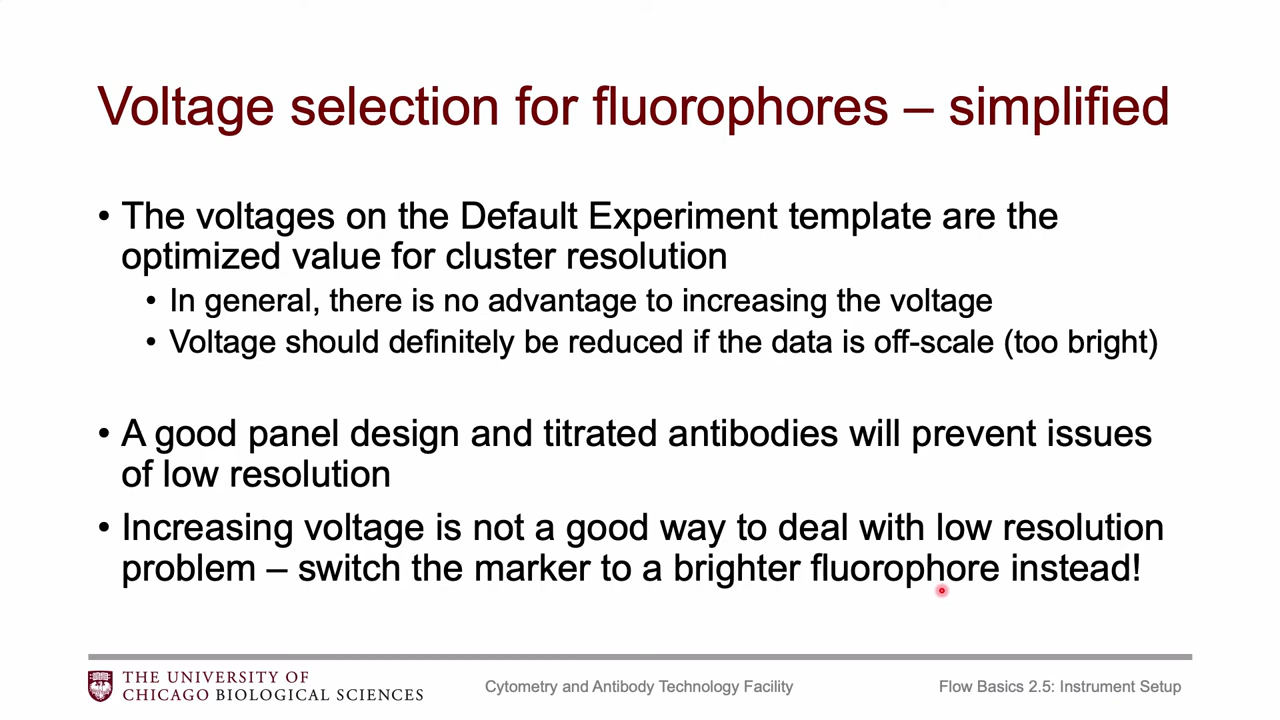 Voltage selection for fluorophores – simplified
• The voltages on the Default Experiment template are the
optimized value for cluster resolution
• In general, there is no advantage to increasing the voltage
• Voltage should definitely be reduced if the data is off-scale (too bright)
• A good panel design and titrated antibodies will prevent issues
of low resolution
• Increasing voltage is not a good way to deal with low resolution
problem – switch the marker to a brighter fluorophore instead!
THE UNIVERSITY OF
CHICAGO BIOLOGICAL SCIENCES
Cytometry and Antibody Technology Facility
Flow Basics 2.5: Instrument Setup